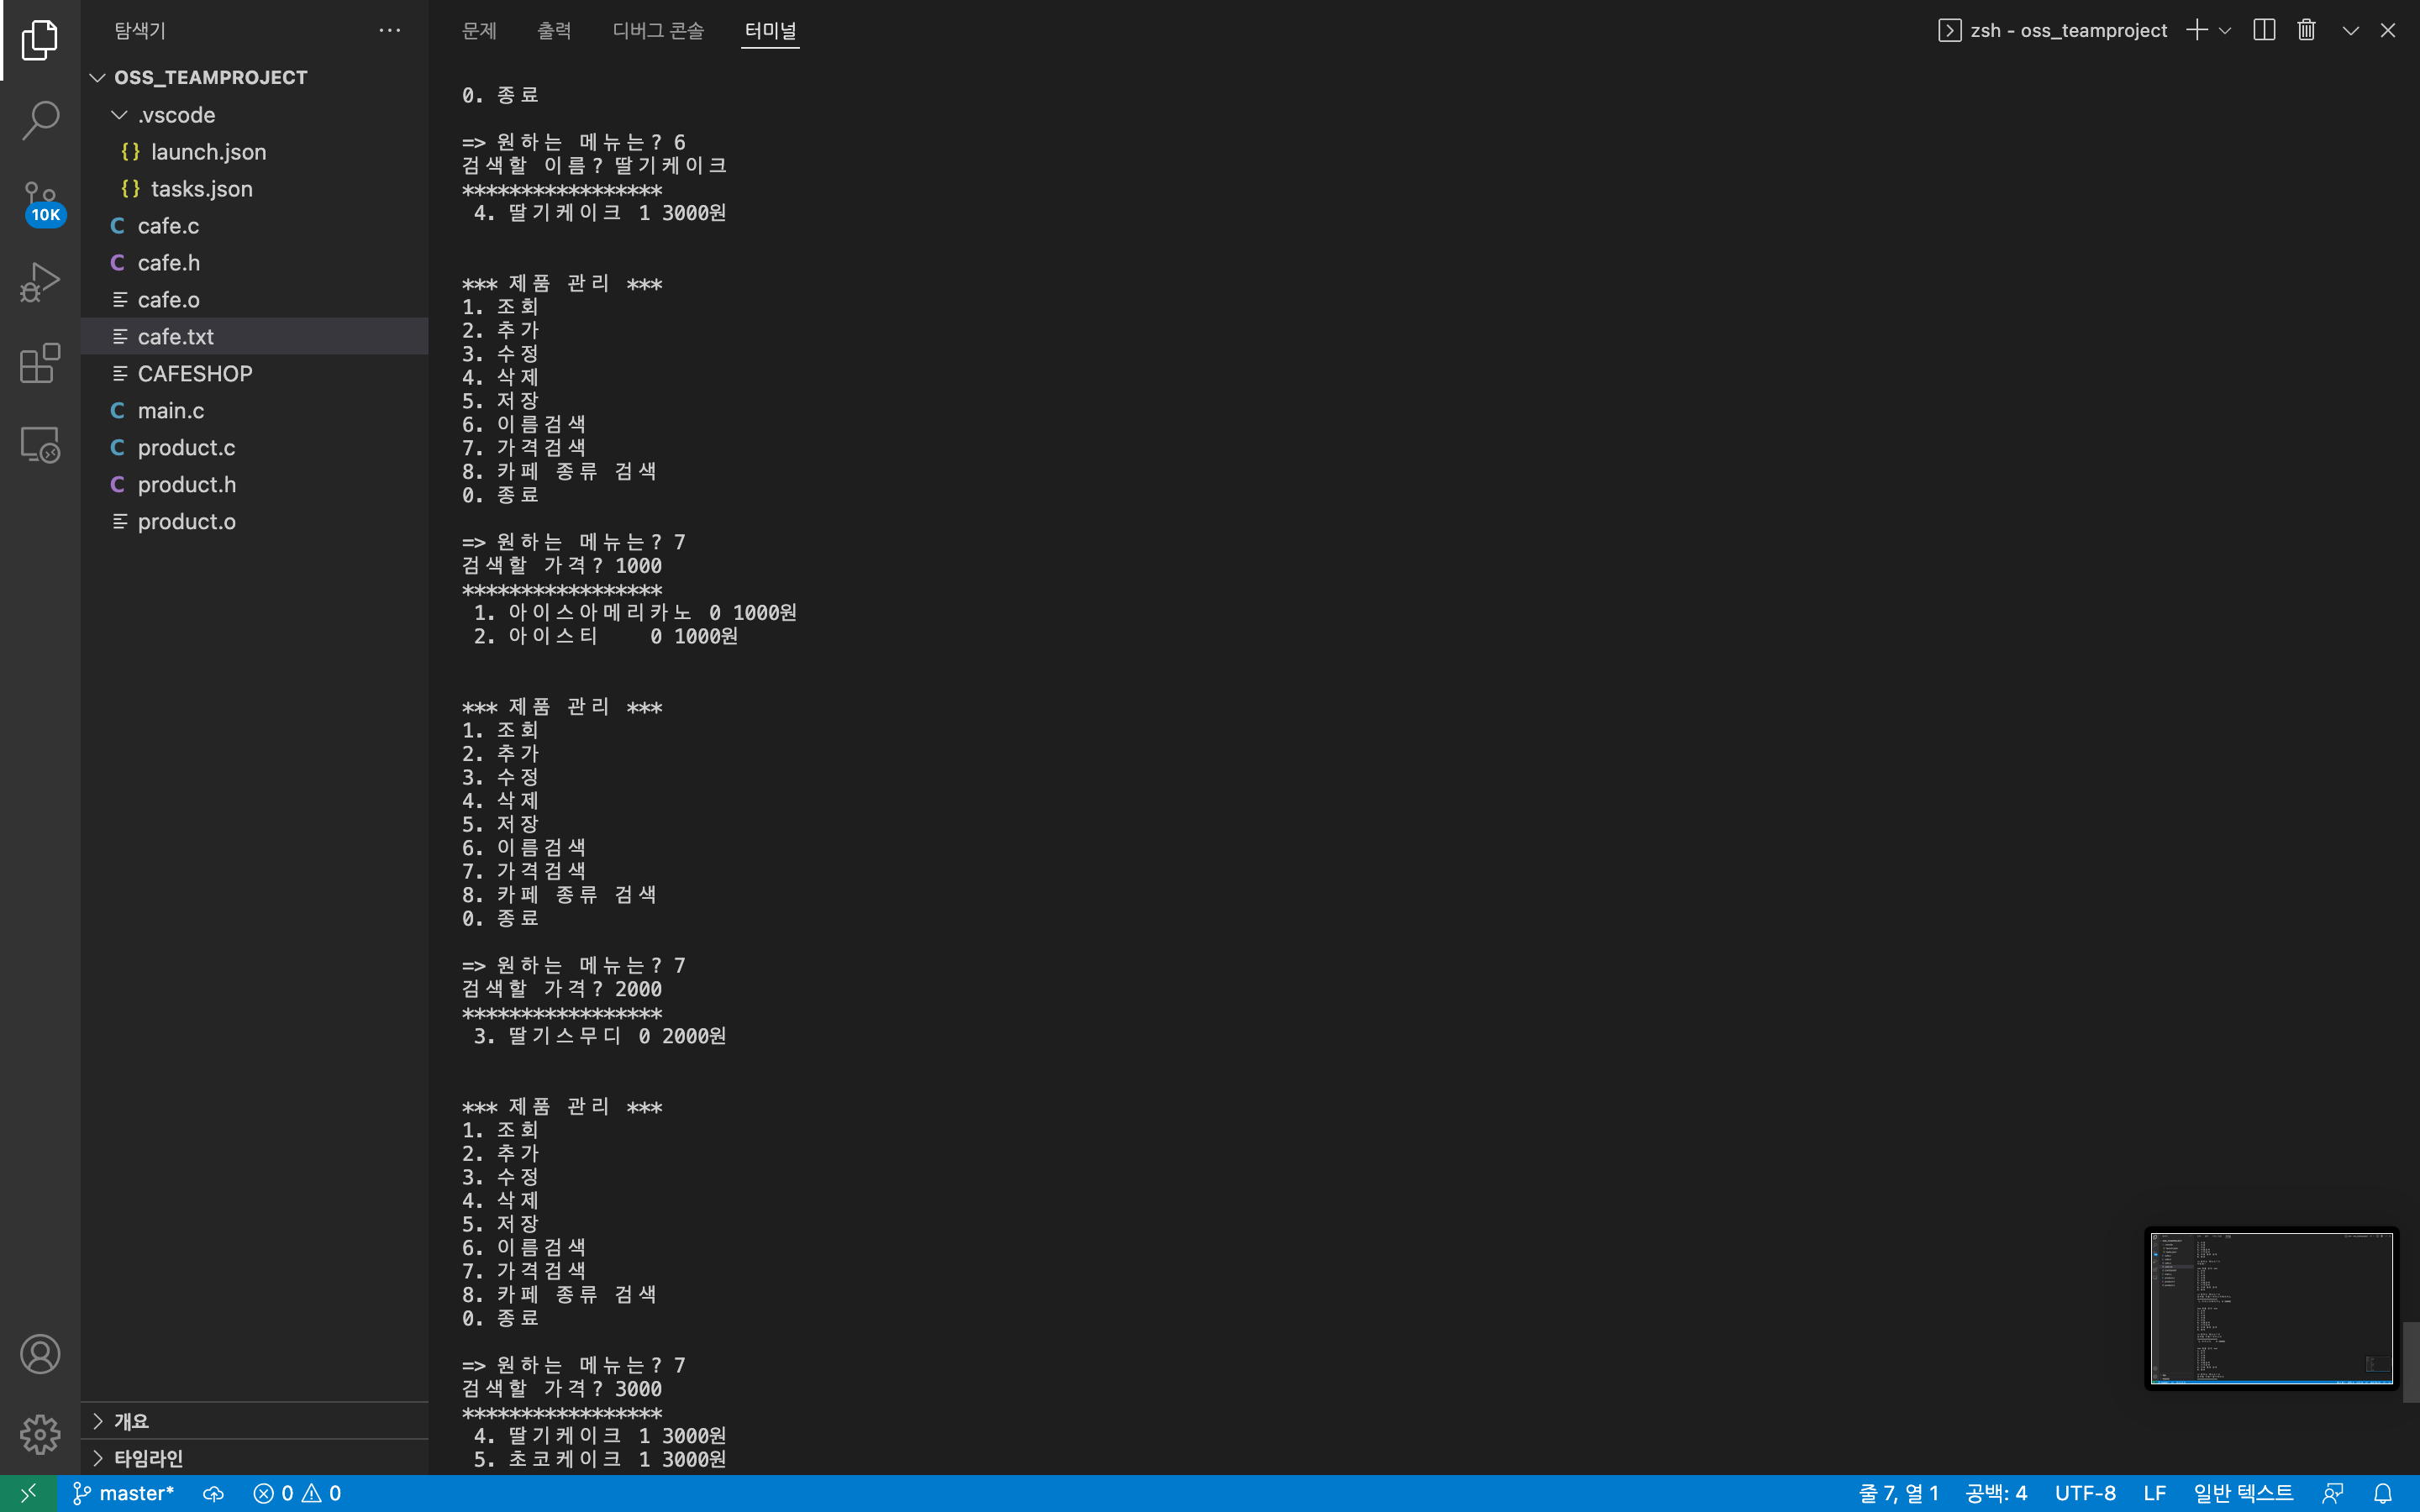 탐색기 ···
OSS_TEAMPROJECT
.vscode
{} launch.json
{} tasks.json
C cafe.c
C cafe.h
cafe.o
cafe.txt
CAFESHOP
C main.c
C product.c
C product.h
product.o
10K
개요
타임라인
문제 출력 디버그 콘솔 터미널
zsh - oss_teamproject
0. 종료
=> 원하는 메뉴는? 6
검색할 이름? 딸기케이크
*****************
4. 딸기케이크 1 3000원
*** 제품 관리 ***
1. 조회
2. 추가
3. 수정
4. 삭제
5. 저장
6. 이름검색
7. 가격검색
8. 카페 종류 검색
0. 종료
=> 원하는 메뉴는? 7
검색할 가격? 1000
*****************
1. 아이스아메리카노 0 1000원
2. 아이스티 0 1000원
*** 제품 관리 ***
1. 조회
2. 추가
3. 수정
4. 삭제
5. 저장
6. 이름검색
7. 가격검색
8. 카페 종류 검색
0. 종료
=> 원하는 메뉴는? 7
검색할 가격? 2000
*****************
3. 딸기스무디 0 2000원
*** 제품 관리 ***
1. 조회
2. 추가
3. 수정
4. 삭제
5. 저장
6. 이름검색
7. 가격검색
8. 카페 종류 검색
0. 종료
=> 원하는 메뉴는? 7
검색할 가격? 3000
*****************
4. 딸기케이크 1 3000원
5. 초코케이크 1 3000원
master* 0 0 줄 7, 열 1 공백: 4 UTF-8 LF 일반 텍스트